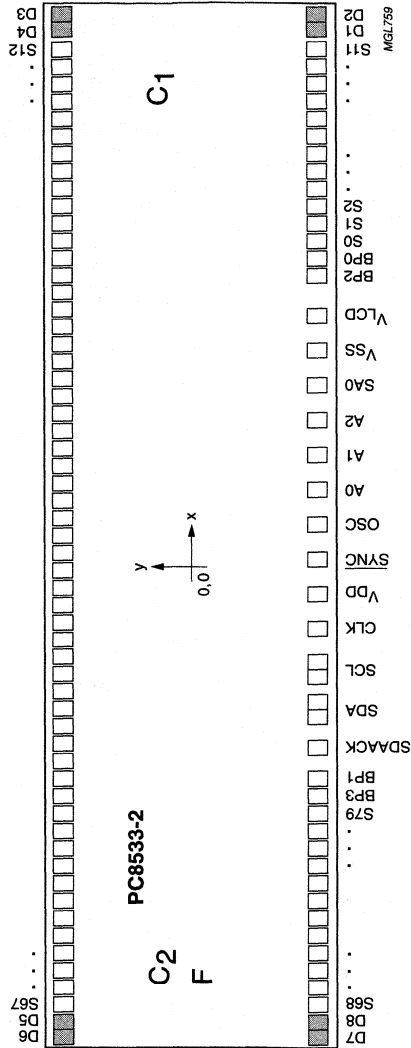 D3
D4
S12
.
.
.
.
.
.
S67
D5
D6
C1
y
x
0,0
PC8533-2
C2
F
D2
D1
S11
.
.
.
.
.
.
S2
S1
S0
BP0
BP2
VLCD
VSS
SA0
A2
A1
A0
OSC
SYNC
VDD
CLK
SCL
SDA
SDAACK
BP1
BP3
S79
.
.
.
.
.
.
S68
D8
D7
MGL759